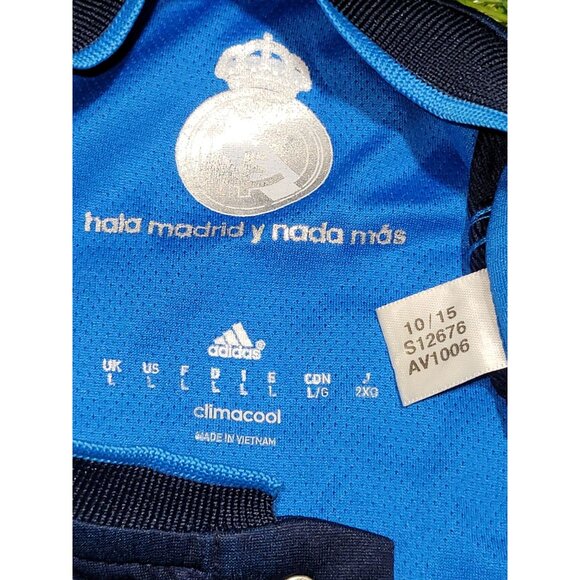 hala madrid y nada más
10/15
S12676
AV1006
adidas
UK US F D I E CDN J
L L L L L L L/G 2XO
climacool
MADE IN VIETNAM